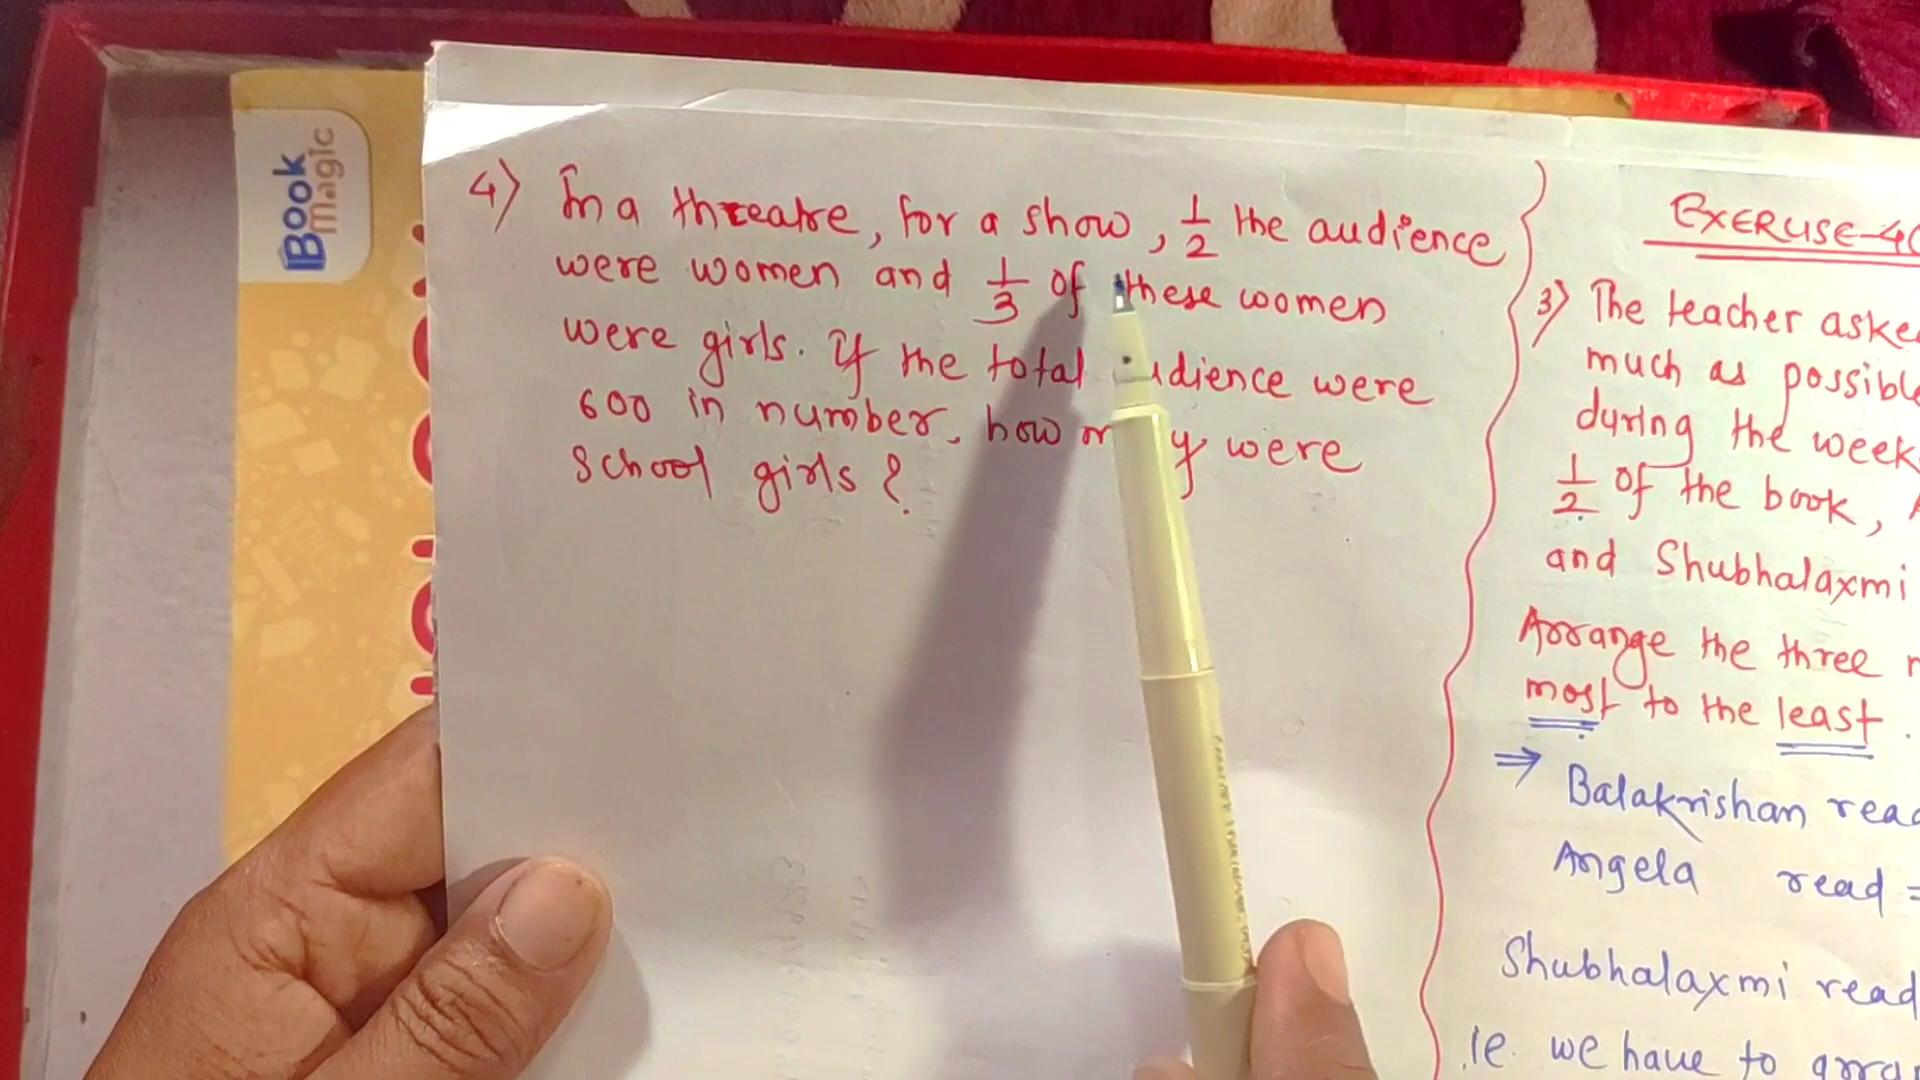 Book
magic
4) In a threatre, for a show, 1/2 the audience
were women and 1/3 of these women
were girls. If the total audience were
600 in number, how many were
School girls?
EXERCISE-4
3) The teacher aske
much as possible
during the week
1/2 of the book,
and Shubhalaxmi
Arrange the three
most to the least.
⇒ Balakrishan read
Angela read =
Shubhalaxmi read
ie. we have to